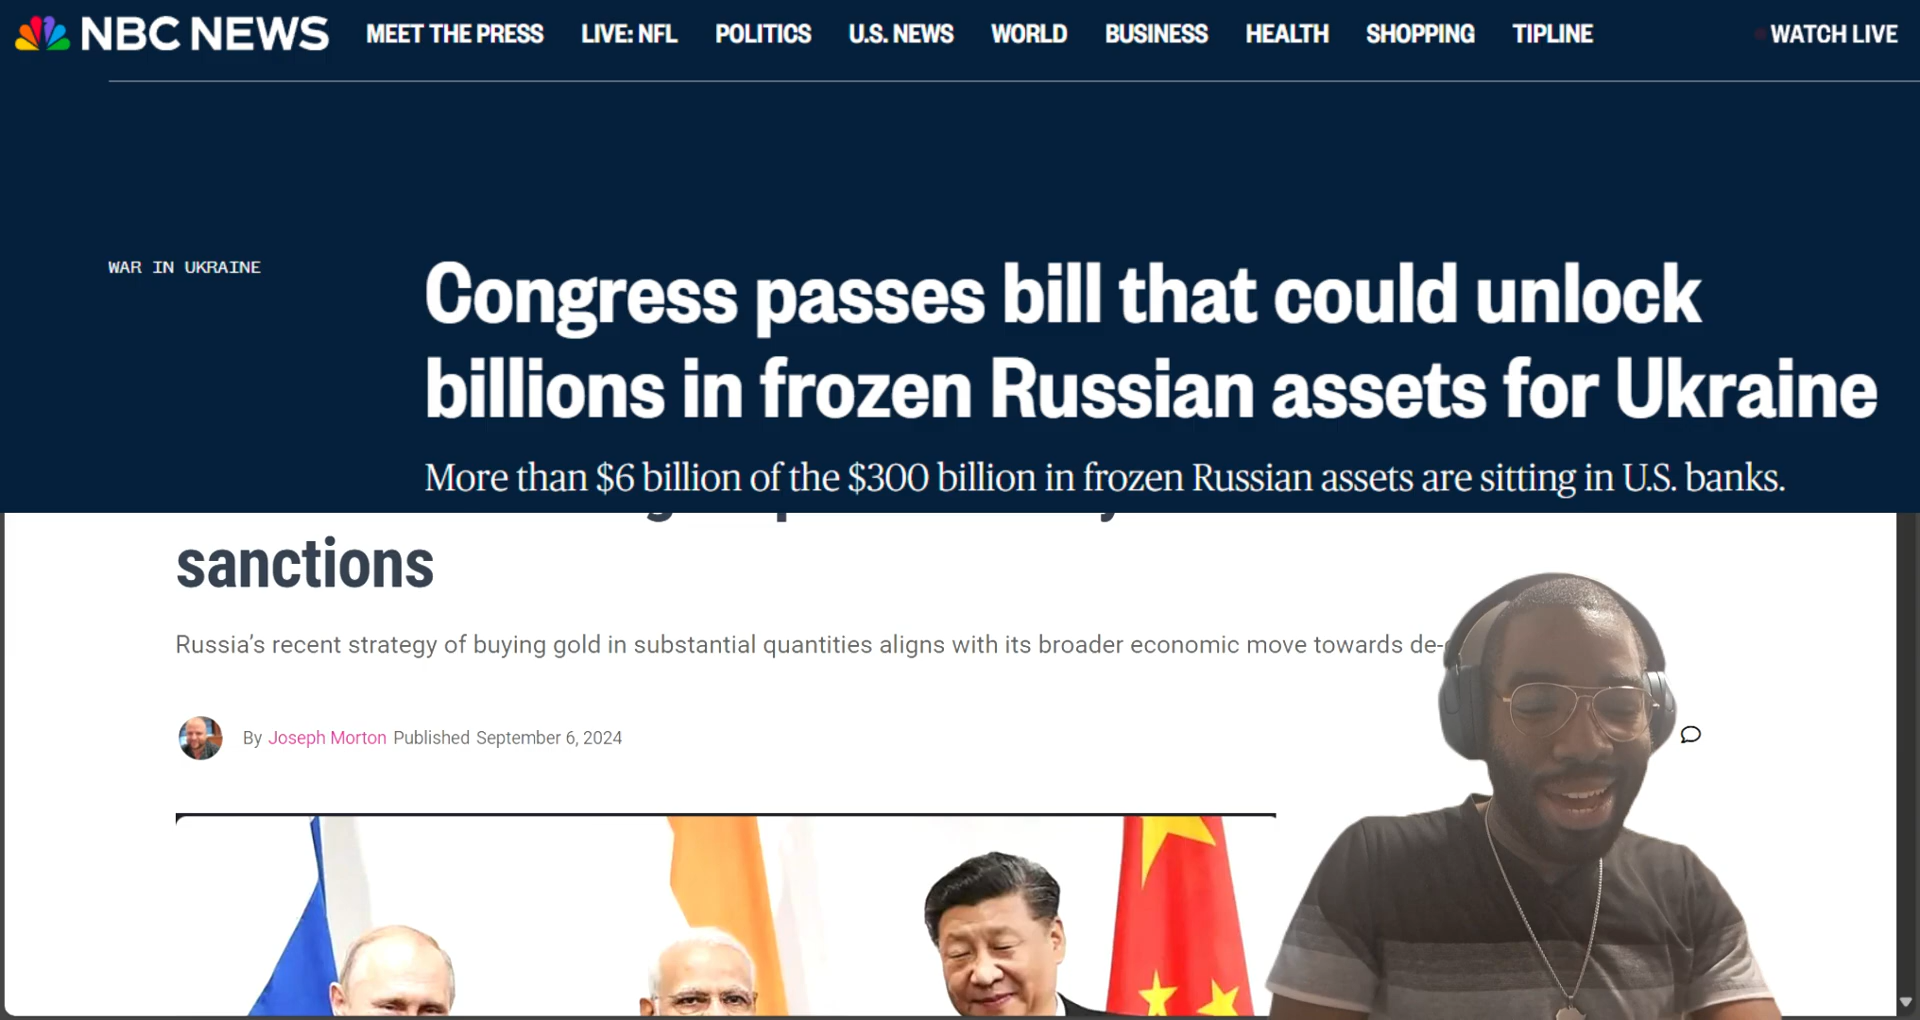 NBC NEWS MEET THE PRESS LIVE: NFL POLITICS U.S. NEWS WORLD BUSINESS HEALTH SHOPPING TIPLINE WATCH LIVE
WAR IN UKRAINE
Congress passes bill that could unlock
billions in frozen Russian assets for Ukraine
More than $6 billion of the $300 billion in frozen Russian assets are sitting in U.S. banks.
sanctions
Russia's recent strategy of buying gold in substantial quantities aligns with its broader economic move towards de-
By Joseph Morton Published September 6, 2024